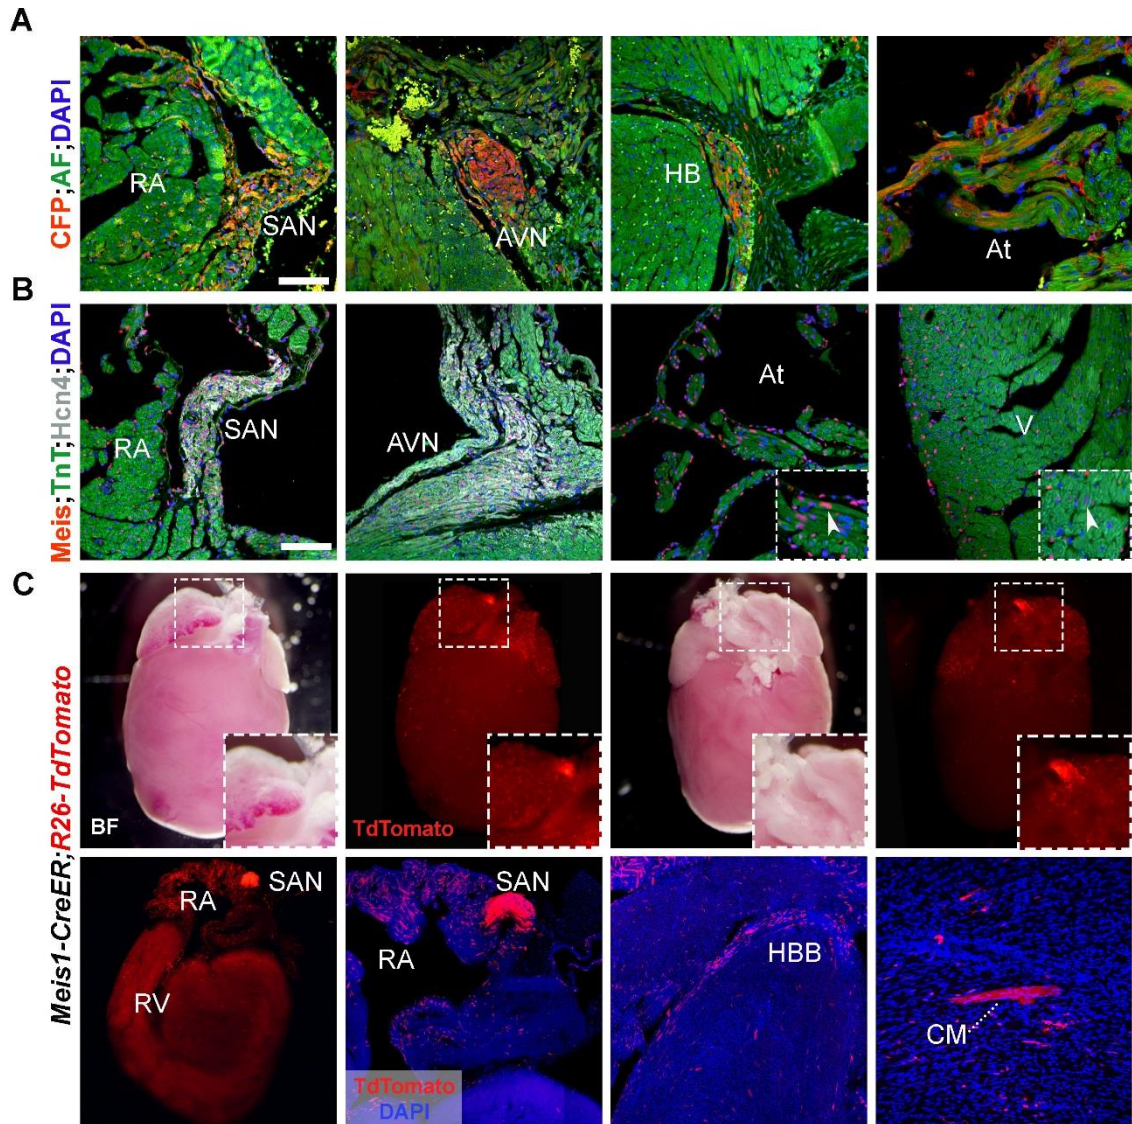 A
CFP;AF;DAPI
RA
SAN
AVN
HB
At
B
Meis;TnT;Hcn4;DAPI
RA
SAN
AVN
At
V
C
Meis1-CreER;R26-TdTomato
BF
TdTomato
RA
SAN
RV
SAN
RA
TdTomato
DAPI
HBB
CM